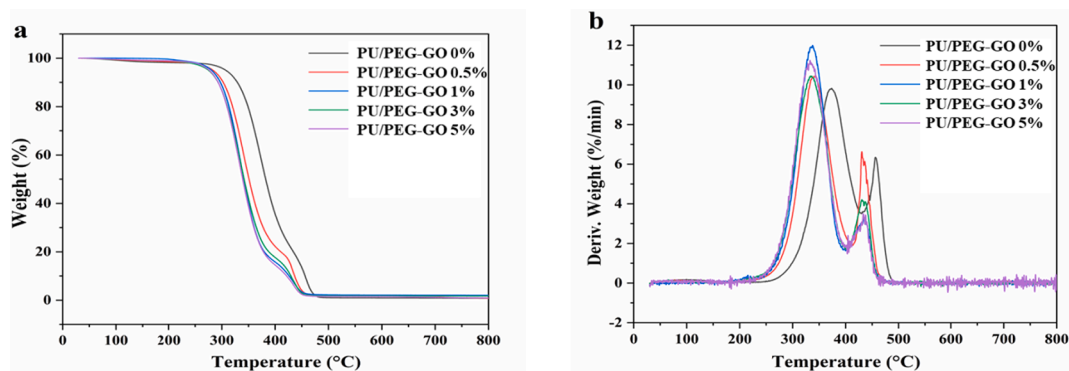 a
PU/PEG-GO 0%
PU/PEG-GO 0.5%
PU/PEG-GO 1%
PU/PEG-GO 3%
PU/PEG-GO 5%
Weight (%)
100
80
60
40
20
0
0 100 200 300 400 500 600 700 800
Temperature (°C)
b
PU/PEG-GO 0%
PU/PEG-GO 0.5%
PU/PEG-GO 1%
PU/PEG-GO 3%
PU/PEG-GO 5%
Deriv. Weight (%/min)
12
10
8
6
4
2
0
-2
0 100 200 300 400 500 600 700 800
Temperature (°C)